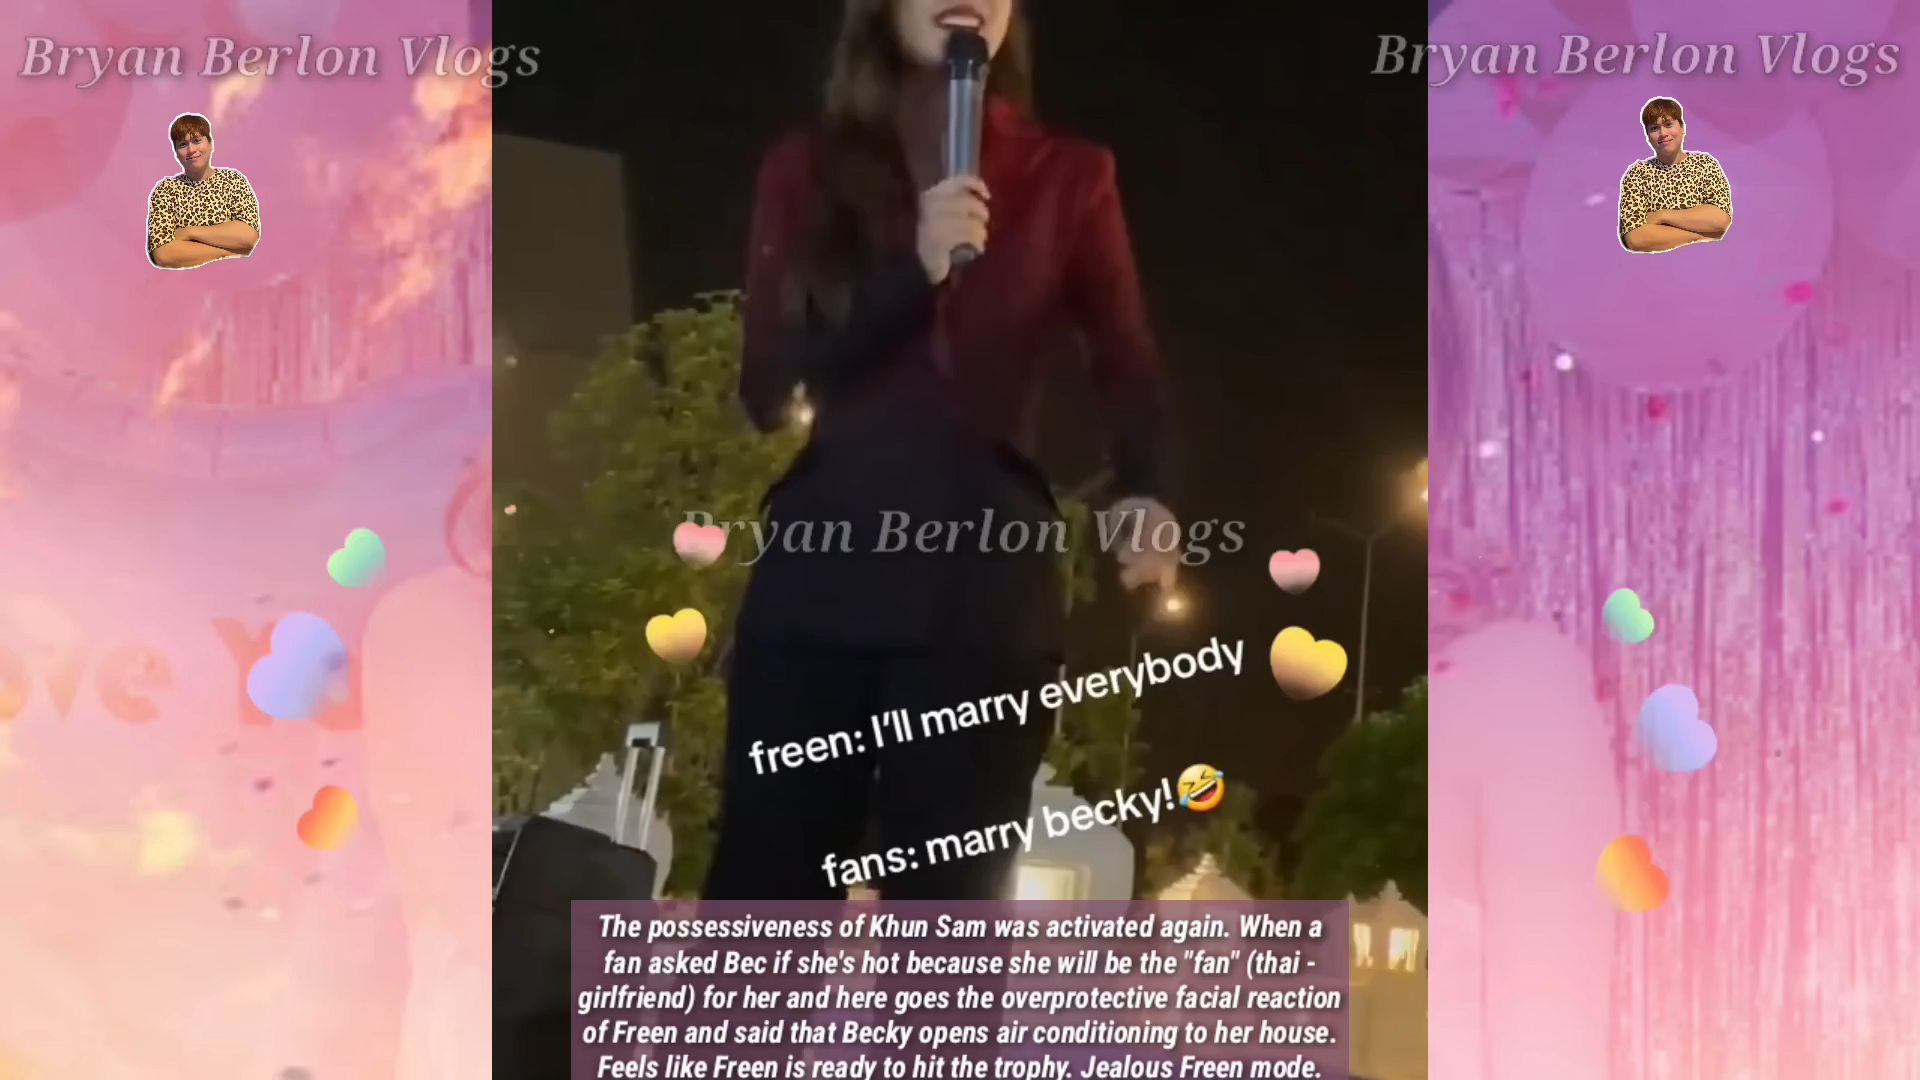 Bryan Berlon Vlogs
Bryan Berlon Vlogs
Bryan Berlon Vlogs
ove Yo
freen: I'll marry everybody
fans: marry becky!🤣
The possessiveness of Khun Sam was activated again. When a
fan asked Bec if she's hot because she will be the "fan" (thai -
girlfriend) for her and here goes the overprotective facial reaction
of Freen and said that Becky opens air conditioning to her house.
Feels like Freen is ready to hit the trophy. Jealous Freen mode.